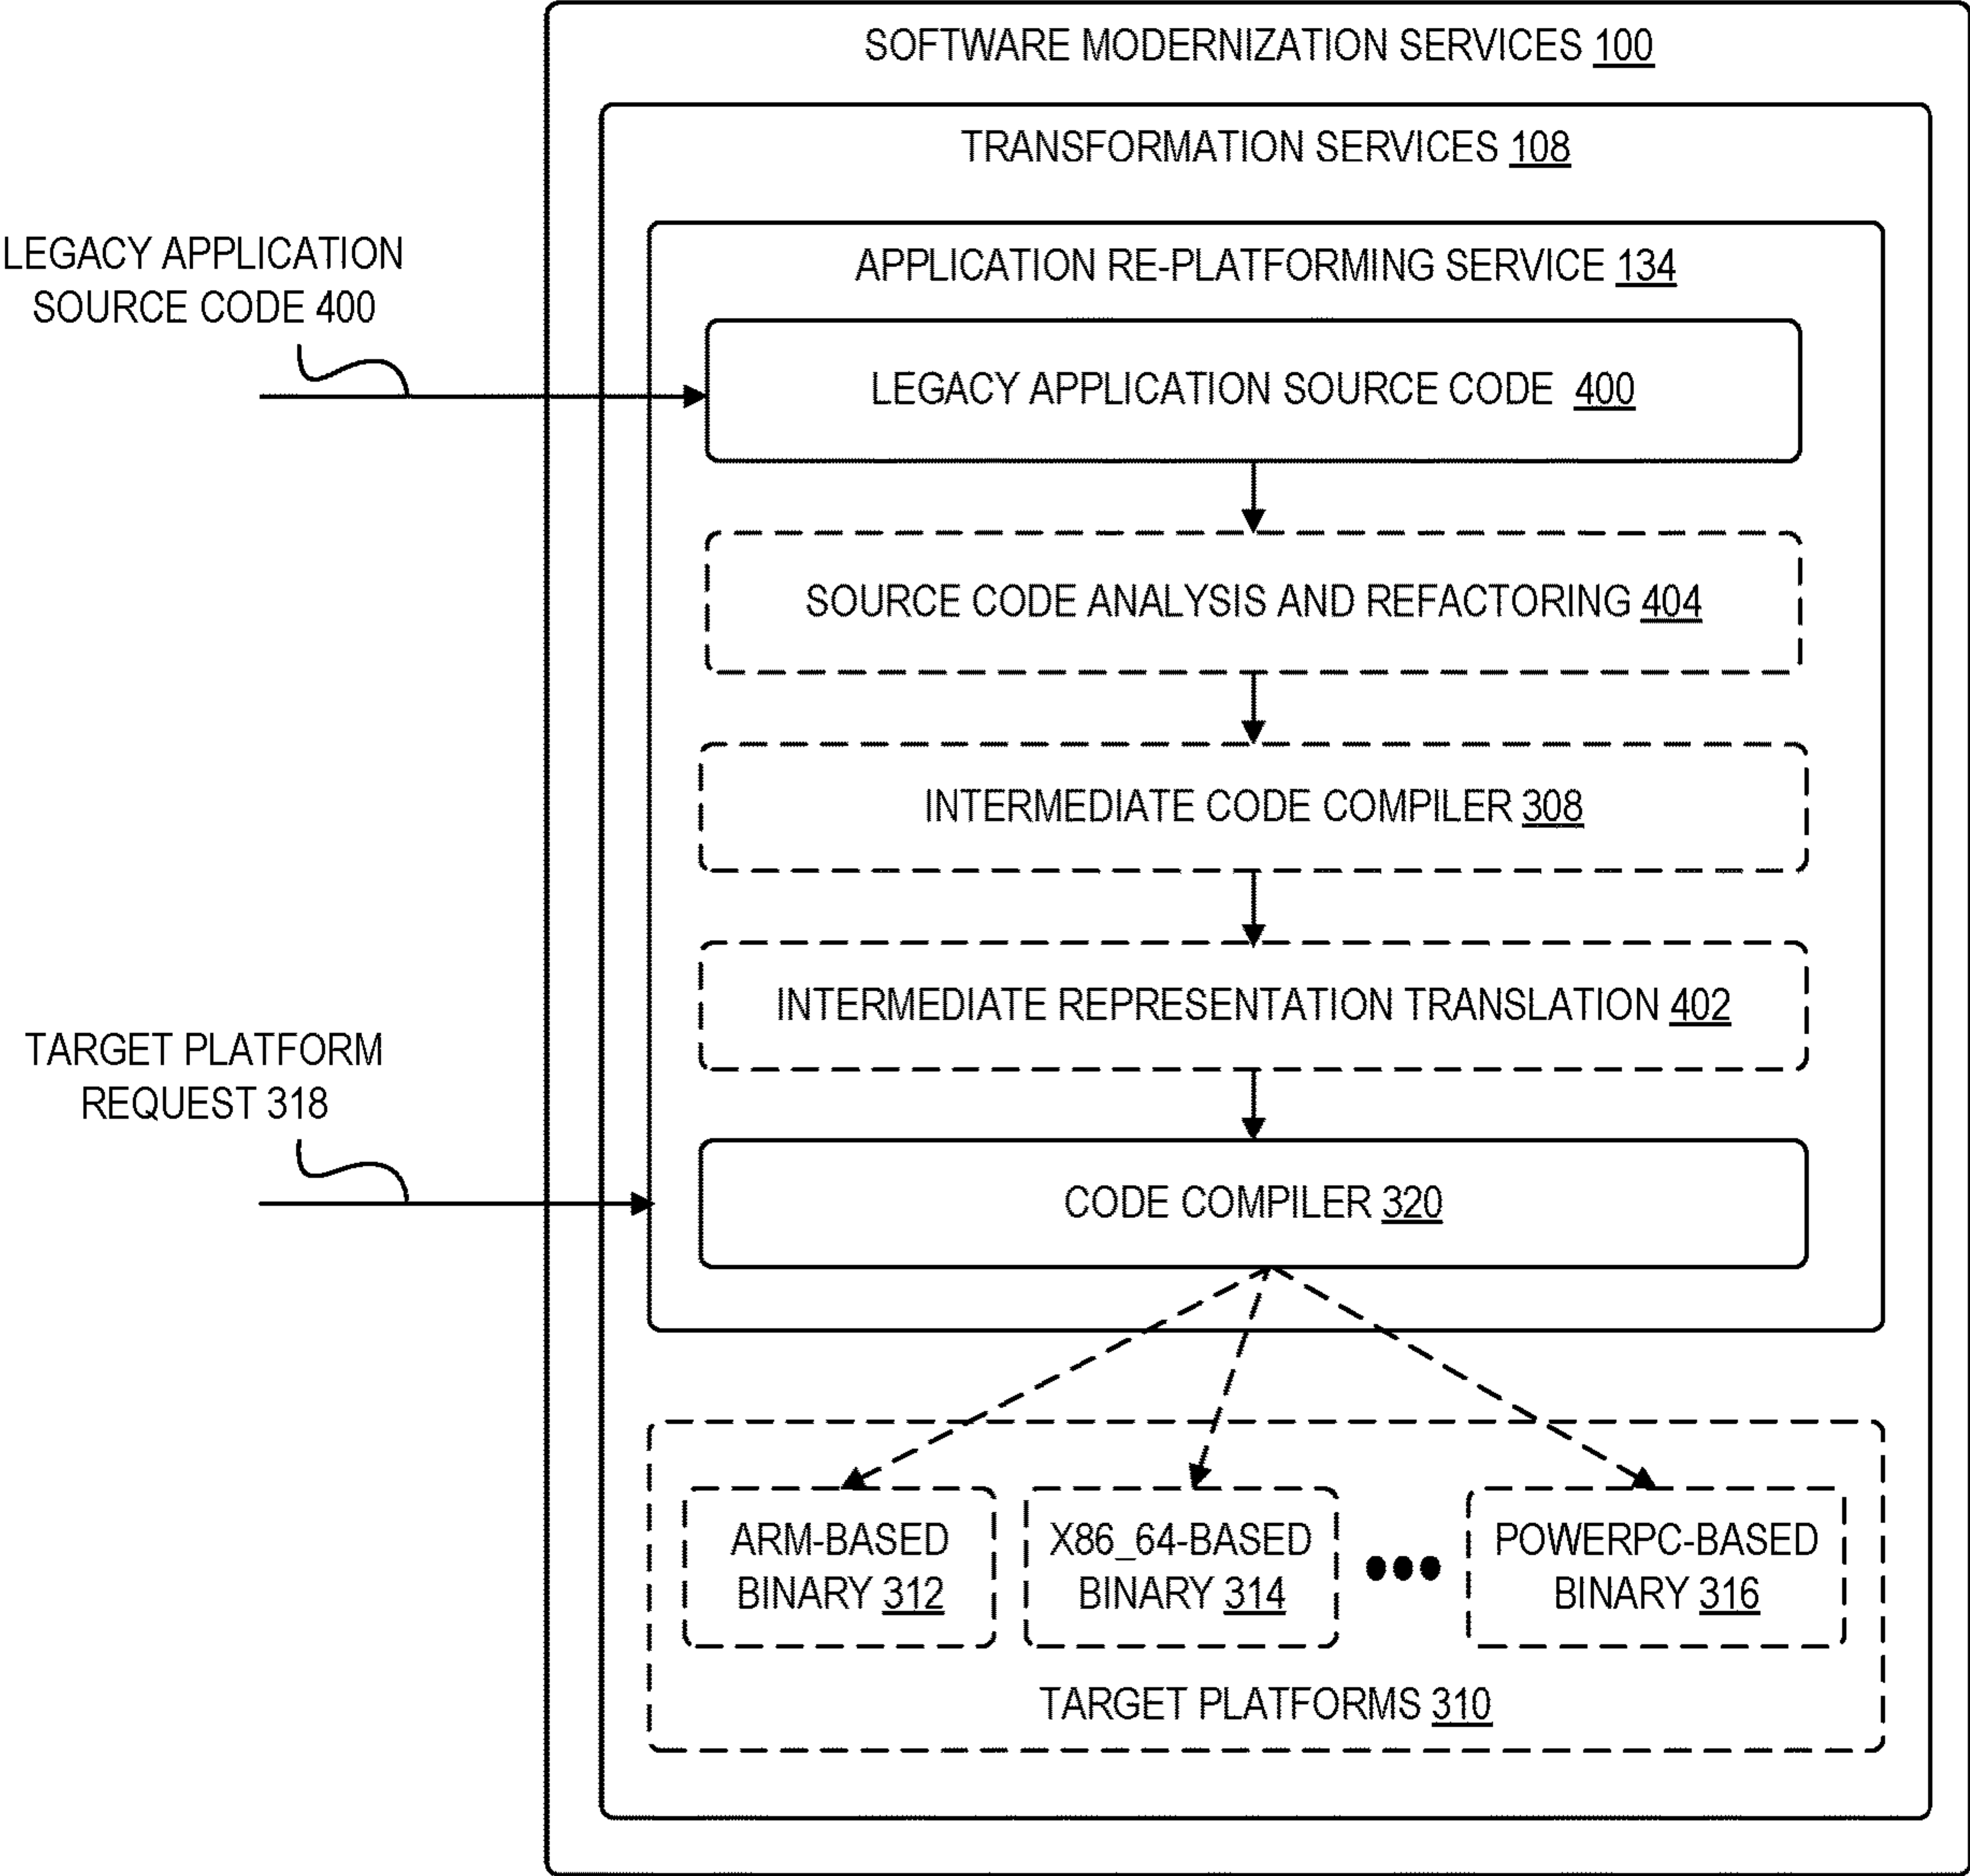 SOFTWARE MODERNIZATION SERVICES 100
TRANSFORMATION SERVICES 108
APPLICATION RE-PLATFORMING SERVICE 134
LEGACY APPLICATION
SOURCE CODE 400
LEGACY APPLICATION SOURCE CODE 400
SOURCE CODE ANALYSIS AND REFACTORING 404
INTERMEDIATE CODE COMPILER 308
INTERMEDIATE REPRESENTATION TRANSLATION 402
TARGET PLATFORM
REQUEST 318
CODE COMPILER 320
ARM-BASED
BINARY 312
X86_64-BASED
BINARY 314
POWERPC-BASED
BINARY 316
TARGET PLATFORMS 310